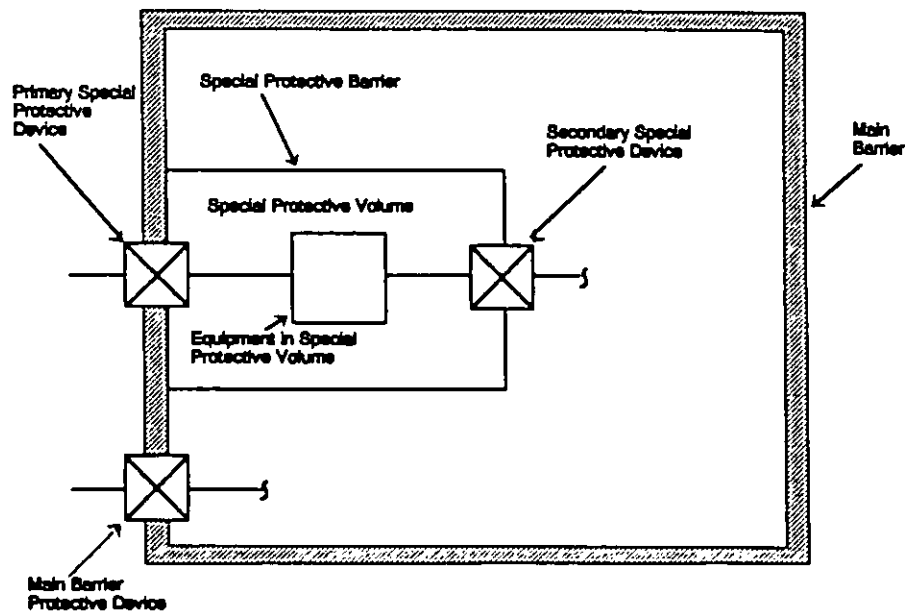 Primary Special
Protective
Device
Special Protective Barrier
Secondary Special
Protective Device
Main
Barrier
Special Protective Volume
Equipment in Special
Protective Volume
Main Barrier
Protective Device